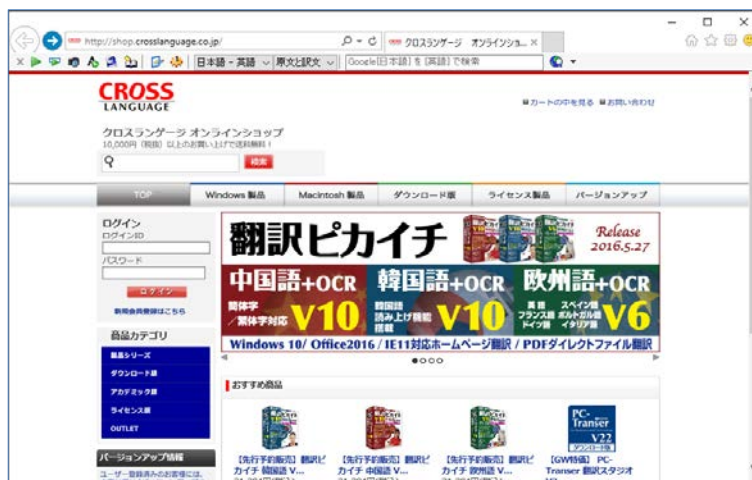 http://shop.crosslanguage.co.jp/
クロスランゲージ オンラインショ...
日本語 - 英語
原文と訳文
Google[日本語]を[英語]で検索
CROSS
LANGUAGE
カートの中を見る
お問い合わせ
クロスランゲージ オンラインショップ
10,000円(税抜)以上のお買い上げで送料無料!
検索
TOP
Windows 製品
Macintosh 製品
ダウンロード版
ライセンス製品
バージョンアップ
ログイン
ログインID
パスワード
ログイン
新規会員登録はこちら
翻訳ピカイチ
Release
2016.5.27
中国語+OCR
簡体字
/繁体字対応
V10
韓国語+OCR
韓国語
読み上げ機能
搭載
V10
欧州語+OCR
英語 スペイン語
フランス語 ポルトガル語
ドイツ語 イタリア語
V6
Windows 10/ Office2016 / IE11対応ホームページ翻訳 / PDFダイレクトファイル翻訳
商品カテゴリ
製品シリーズ
ダウンロード版
アカデミック版
ライセンス版
OUTLET
おすすめ商品
PC-
Transer
V22
ダウンロード版
【先行予約販売】翻訳ピ
カイチ 韓国語 V...
【先行予約販売】翻訳ピ
カイチ 中国語 V...
【先行予約販売】翻訳ピ
カイチ 欧州語 V...
【GW特価】 PC-
Transer 翻訳スタジオ
バージョンアップ情報
ユーザー登録済みのお客様には、